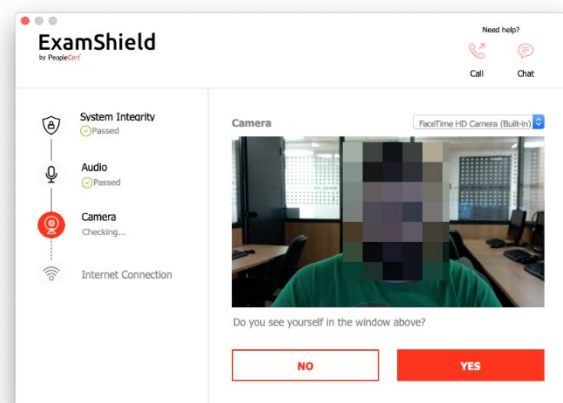 Need help?
ExamShield
by PeopleCert
Call
Chat
System Integrity
Passed
Audio
Passed
Camera
Checking...
Internet Connection
Camera
FaceTime HD Camera (Built-in)
Do you see yourself in the window above?
NO
YES